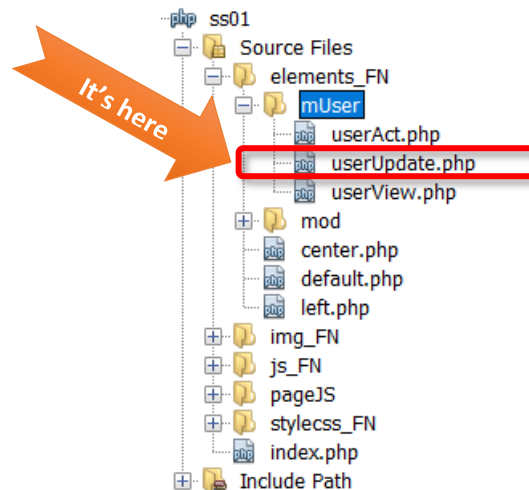 php ss01
Source Files
elements_FN
It's here
mUser
php userAct.php
php userUpdate.php
php userView.php
mod
php center.php
php default.php
php left.php
img_FN
js_FN
pageJS
stylecss_FN
php index.php
Include Path